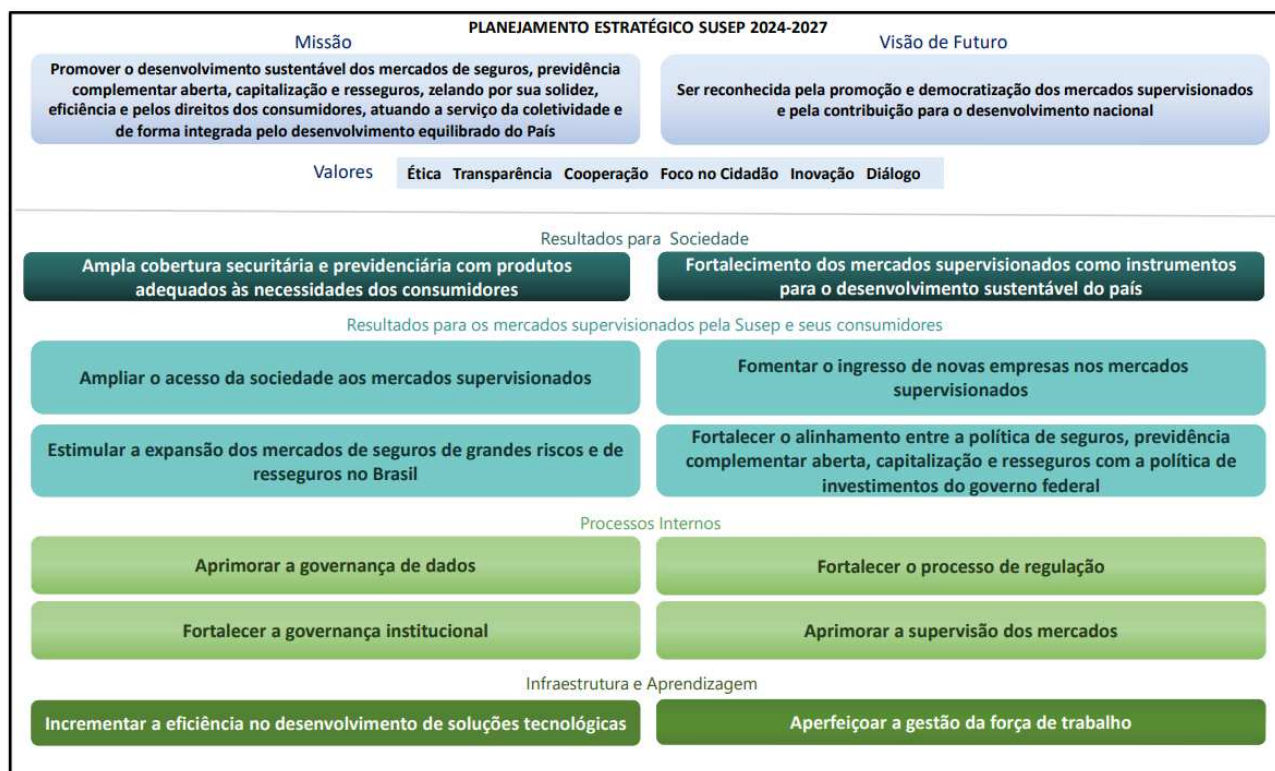 PLANEJAMENTO ESTRATÉGICO SUSEP 2024-2027
Missão
Promover o desenvolvimento sustentável dos mercados de seguros, previdência
complementar aberta, capitalização e resseguros, zelando por sua solidez,
eficiência e pelos direitos dos consumidores, atuando a serviço da coletividade e
de forma integrada pelo desenvolvimento equilibrado do País
Visão de Futuro
Ser reconhecida pela promoção e democratização dos mercados supervisionados
e pela contribuição para o desenvolvimento nacional
Valores
Ética Transparência Cooperação Foco no Cidadão Inovação Diálogo
Resultados para Sociedade
Ampla cobertura securitária e previdenciária com produtos
adequados às necessidades dos consumidores
Fortalecimento dos mercados supervisionados como instrumentos
para o desenvolvimento sustentável do país
Resultados para os mercados supervisionados pela Susep e seus consumidores
Ampliar o acesso da sociedade aos mercados supervisionados
Fomentar o ingresso de novas empresas nos mercados
supervisionados
Estimular a expansão dos mercados de seguros de grandes riscos e de
resseguros no Brasil
Fortalecer o alinhamento entre a política de seguros, previdência
complementar aberta, capitalização e resseguros com a política de
investimentos do governo federal
Processos Internos
Aprimorar a governança de dados
Fortalecer o processo de regulação
Fortalecer a governança institucional
Aprimorar a supervisão dos mercados
Infraestrutura e Aprendizagem
Incrementar a eficiência no desenvolvimento de soluções tecnológicas
Aperfeiçoar a gestão da força de trabalho